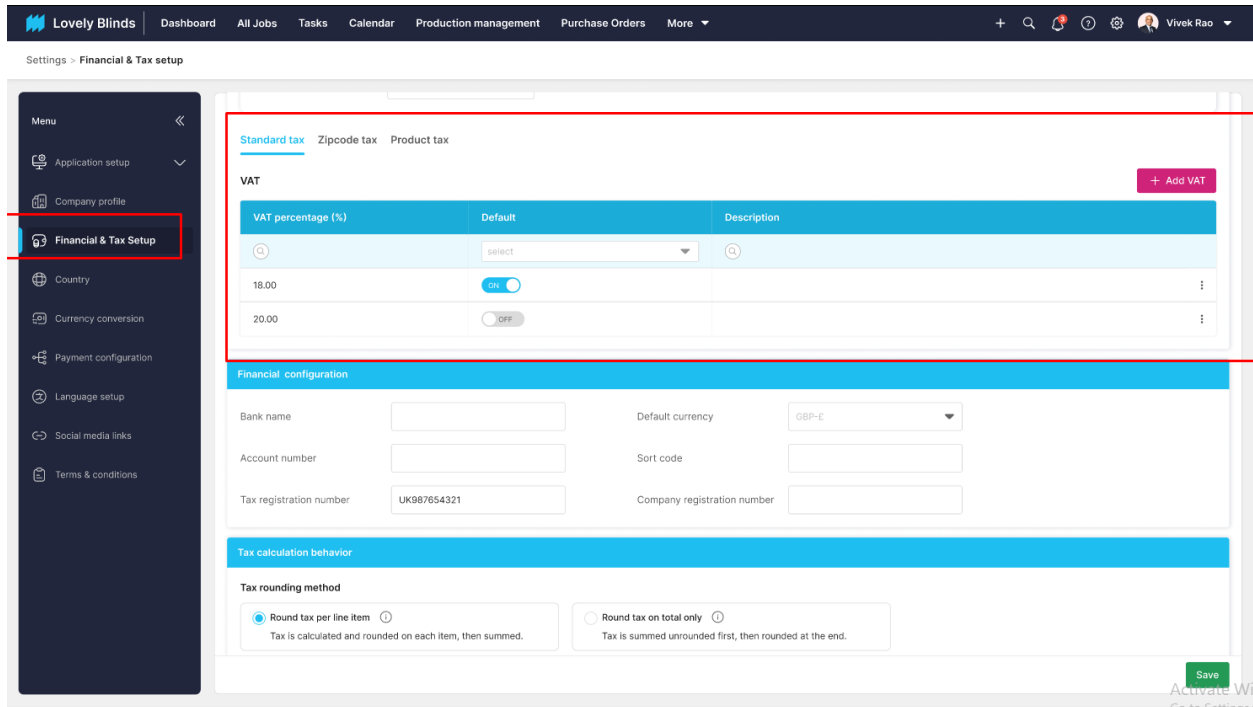 Lovely Blinds Dashboard All Jobs Tasks Calendar Production management Purchase Orders More 3 Vivek Rao
Settings > Financial & Tax setup
Menu
Application setup
Company profile
Financial & Tax Setup
Country
Currency conversion
Payment configuration
Language setup
Social media links
Terms & conditions
Standard tax Zipcode tax Product tax
VAT + Add VAT
VAT percentage (%) Default Description
select
18.00 ON
20.00 OFF
Financial configuration
Bank name Default currency GBP-£
Account number Sort code
Tax registration number UK987654321 Company registration number
Tax calculation behavior
Tax rounding method
Round tax per line item Round tax on total only
Tax is calculated and rounded on each item, then summed. Tax is summed unrounded first, then rounded at the end.
Save
Activate Wi